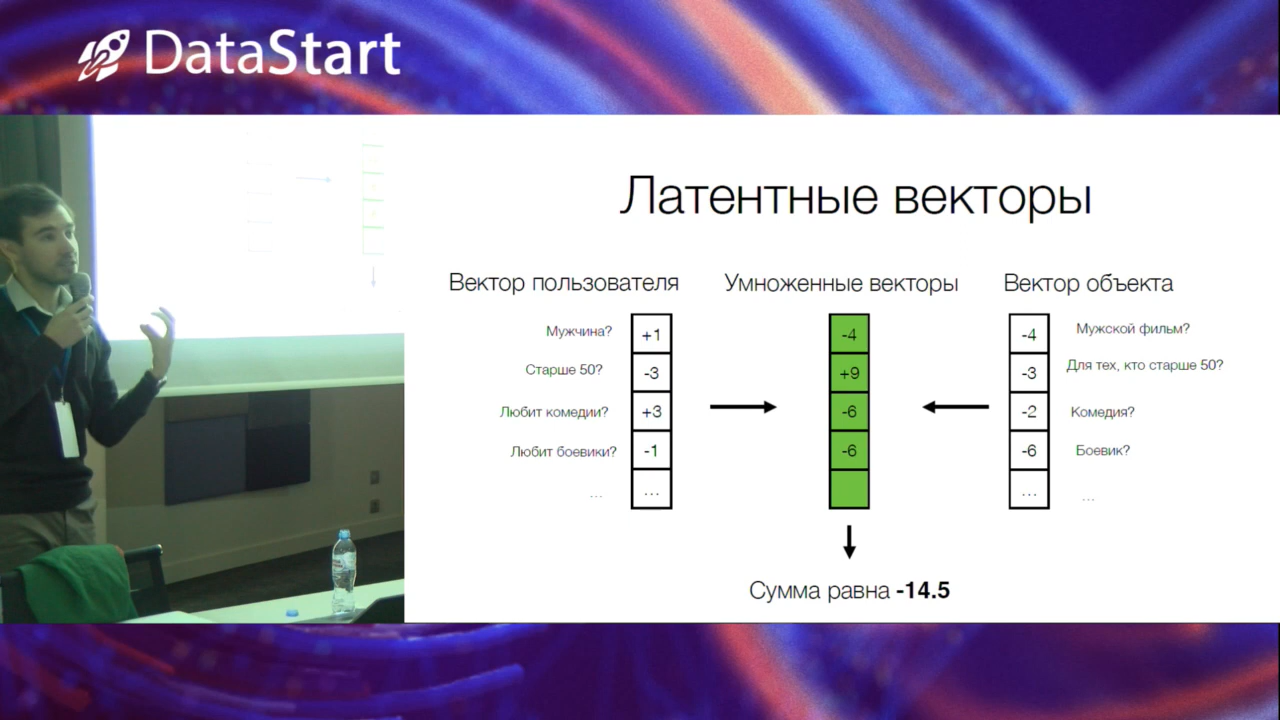 DataStart
Латентные векторы
Вектор пользователя
Умноженные векторы
Вектор объекта
Мужчина? +1 -4 -4 Мужской фильм?
Старше 50? -3 +9 -3 Для тех, кто старше 50?
Любит комедии? +3 -6 -2 Комедия?
Любит боевики? -1 -6 -6 Боевик?
... ... ... ...
Сумма равна -14.5